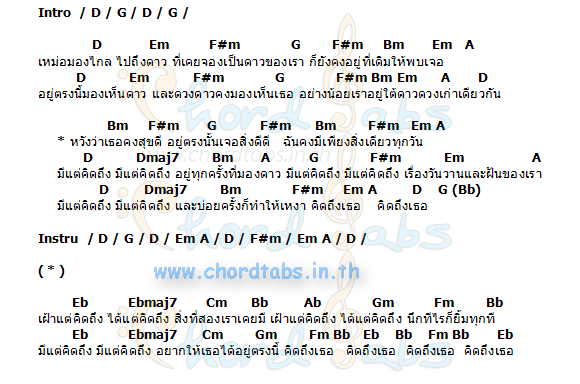 Intro / D / G / D / G /
D Em F#m G F#m Bm Em A
เหม่อมองไกล ไปถึงดาว ที่เคยจองเป็นดาวของเรา ก็ยังคงอยู่ที่เดิมให้พบเจอ
D Em F#m G F#m Bm Em A D
อยู่ตรงนี้มองเห็นดาว และดวงดาวคงมองเห็นเธอ อย่างน้อยเราอยู่ใต้ดาวดวงเก่าเดียวกัน
Bm F#m G F#m Bm F#m Em A
* หวังว่าเธอคงสุขดี อยู่ตรงนั้นเจอสิ่งดีดี ฉันคงมีเพียงสิ่งเดียวทุกวัน
D Dmaj7 Bm A G F#m Em A
มีแต่คิดถึง มีแต่คิดถึง อยู่ทุกครั้งที่มองดาว มีแต่คิดถึง มีแต่คิดถึง เรื่องวันวานและฝันของเรา
D Dmaj7 Bm F#m Em A D G (Bb)
มีแต่คิดถึง มีแต่คิดถึง และบ่อยครั้งก็ทำให้เหงา คิดถึงเธอ คิดถึงเธอ
Instru / D / G / D / Em A / D / F#m / Em A / D /
( * )
www.chordtabs.in.th
Eb Ebmaj7 Cm Bb Ab Gm Fm Bb
เฝ้าแต่คิดถึง ได้แต่คิดถึง สิ่งที่สองเราเคยมี เฝ้าแต่คิดถึง ได้แต่คิดถึง นึกทีไรก็ยิ้มทุกที
Eb Ebmaj7 Cm Gm Fm Bb Eb Bb Fm Bb Eb
มีแต่คิดถึง มีแต่คิดถึง อยากให้เธอได้อยู่ตรงนี้ คิดถึงเธอ คิดถึงเธอ คิดถึงเธอ คิดถึงเธอ